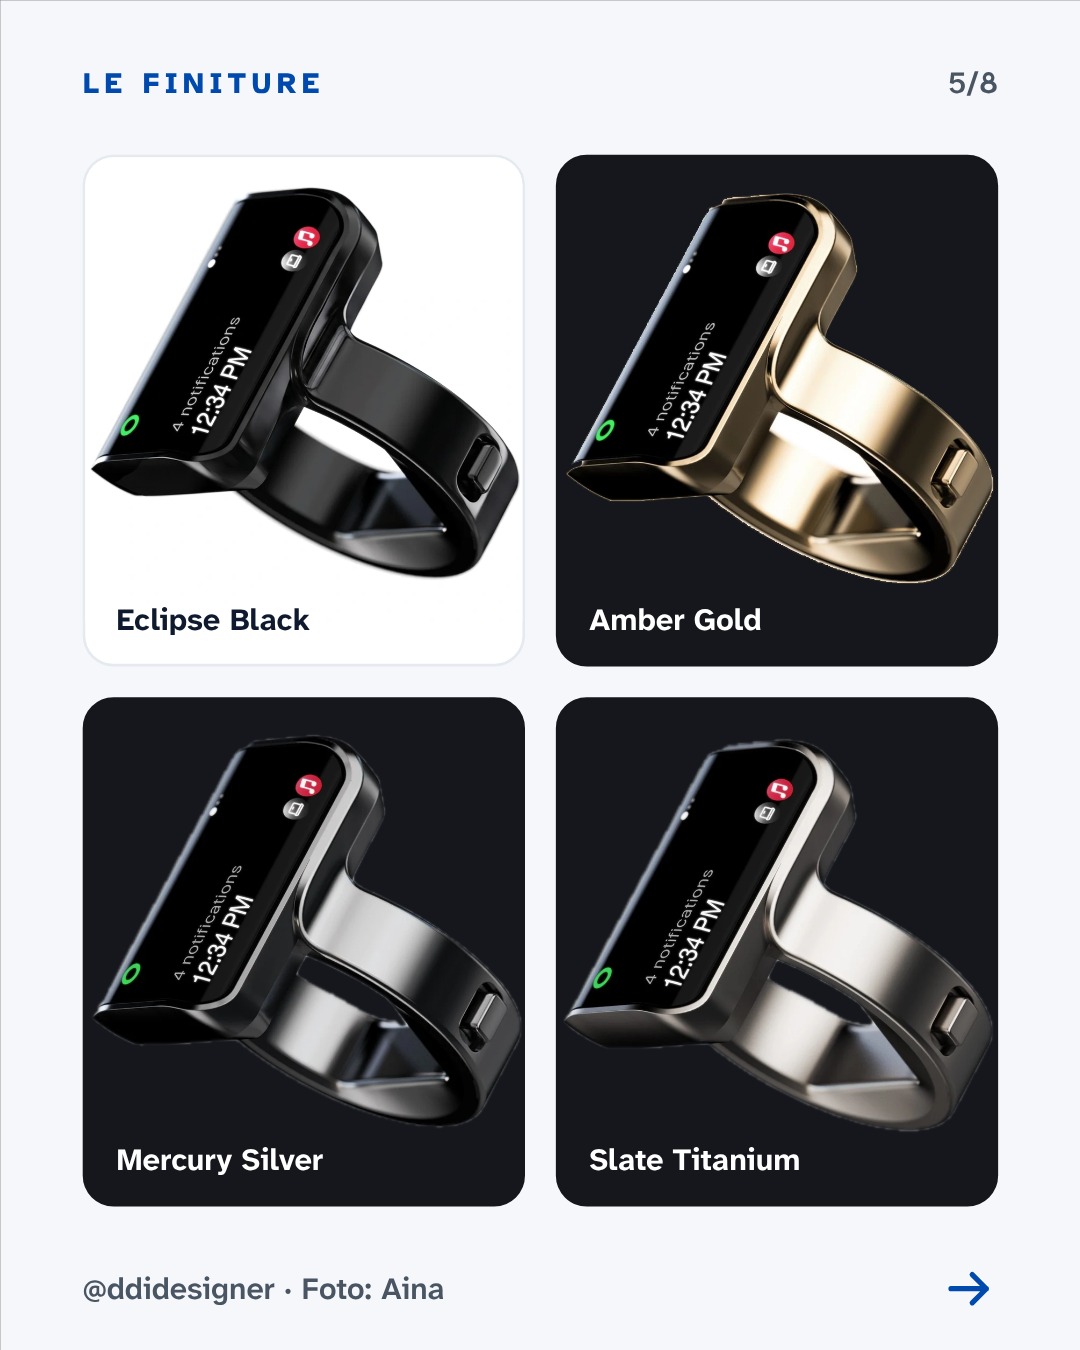 LE FINITURE
5/8
4 notifications
12:34 PM
Eclipse Black
4 notifications
12:34 PM
Amber Gold
4 notifications
12:34 PM
Mercury Silver
4 notifications
12:34 PM
Slate Titanium
@ddidesigner · Foto: Aina